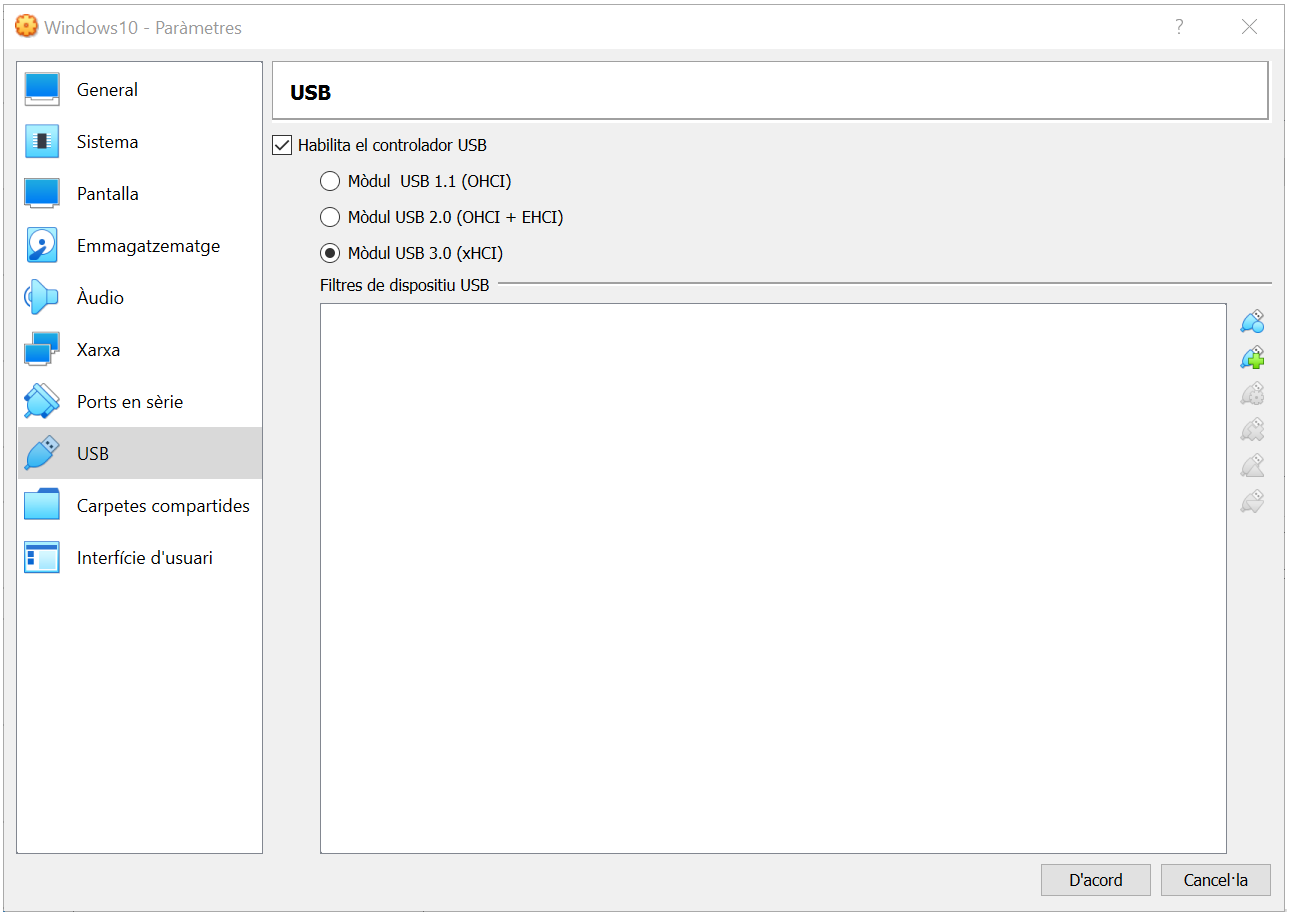 Windows10 - Paràmetres
?
General
Sistema
Pantalla
Emmagatzematge
Àudio
Xarxa
Ports en sèrie
USB
Carpetes compartides
Interfície d'usuari
USB
Habilita el controlador USB
Mòdul  USB 1.1 (OHCI)
Mòdul USB 2.0 (OHCI + EHCI)
Mòdul USB 3.0 (xHCI)
Filtres de dispositiu USB
D'acord
Cancel·la